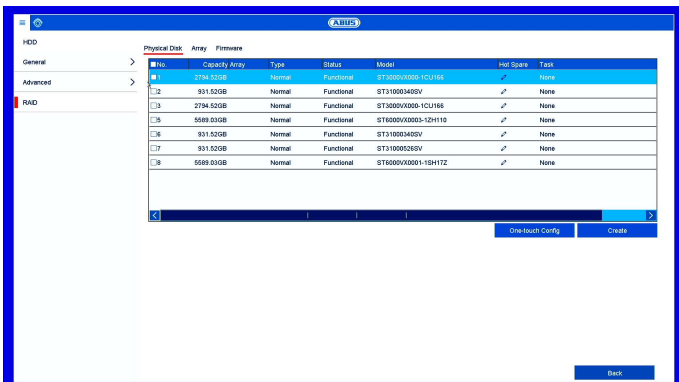 ABUS
HDD
General
Advanced
RAID
Physical Disk Array Firmware
No. Capacity Array Type Status Model Hot Spare Task
1 2794.52GB Normal Functional ST3000VX000-1CU166 None
2 931.52GB Normal Functional ST31000340SV None
3 2794.52GB Normal Functional ST3000VX000-1CU166 None
5 5589.03GB Normal Functional ST6000VX0003-1ZH110 None
6 931.52GB Normal Functional ST31000340SV None
7 931.52GB Normal Functional ST31000526SV None
8 5589.03GB Normal Functional ST6000VX0001-1SH17Z None
One-touch Config Create
Back